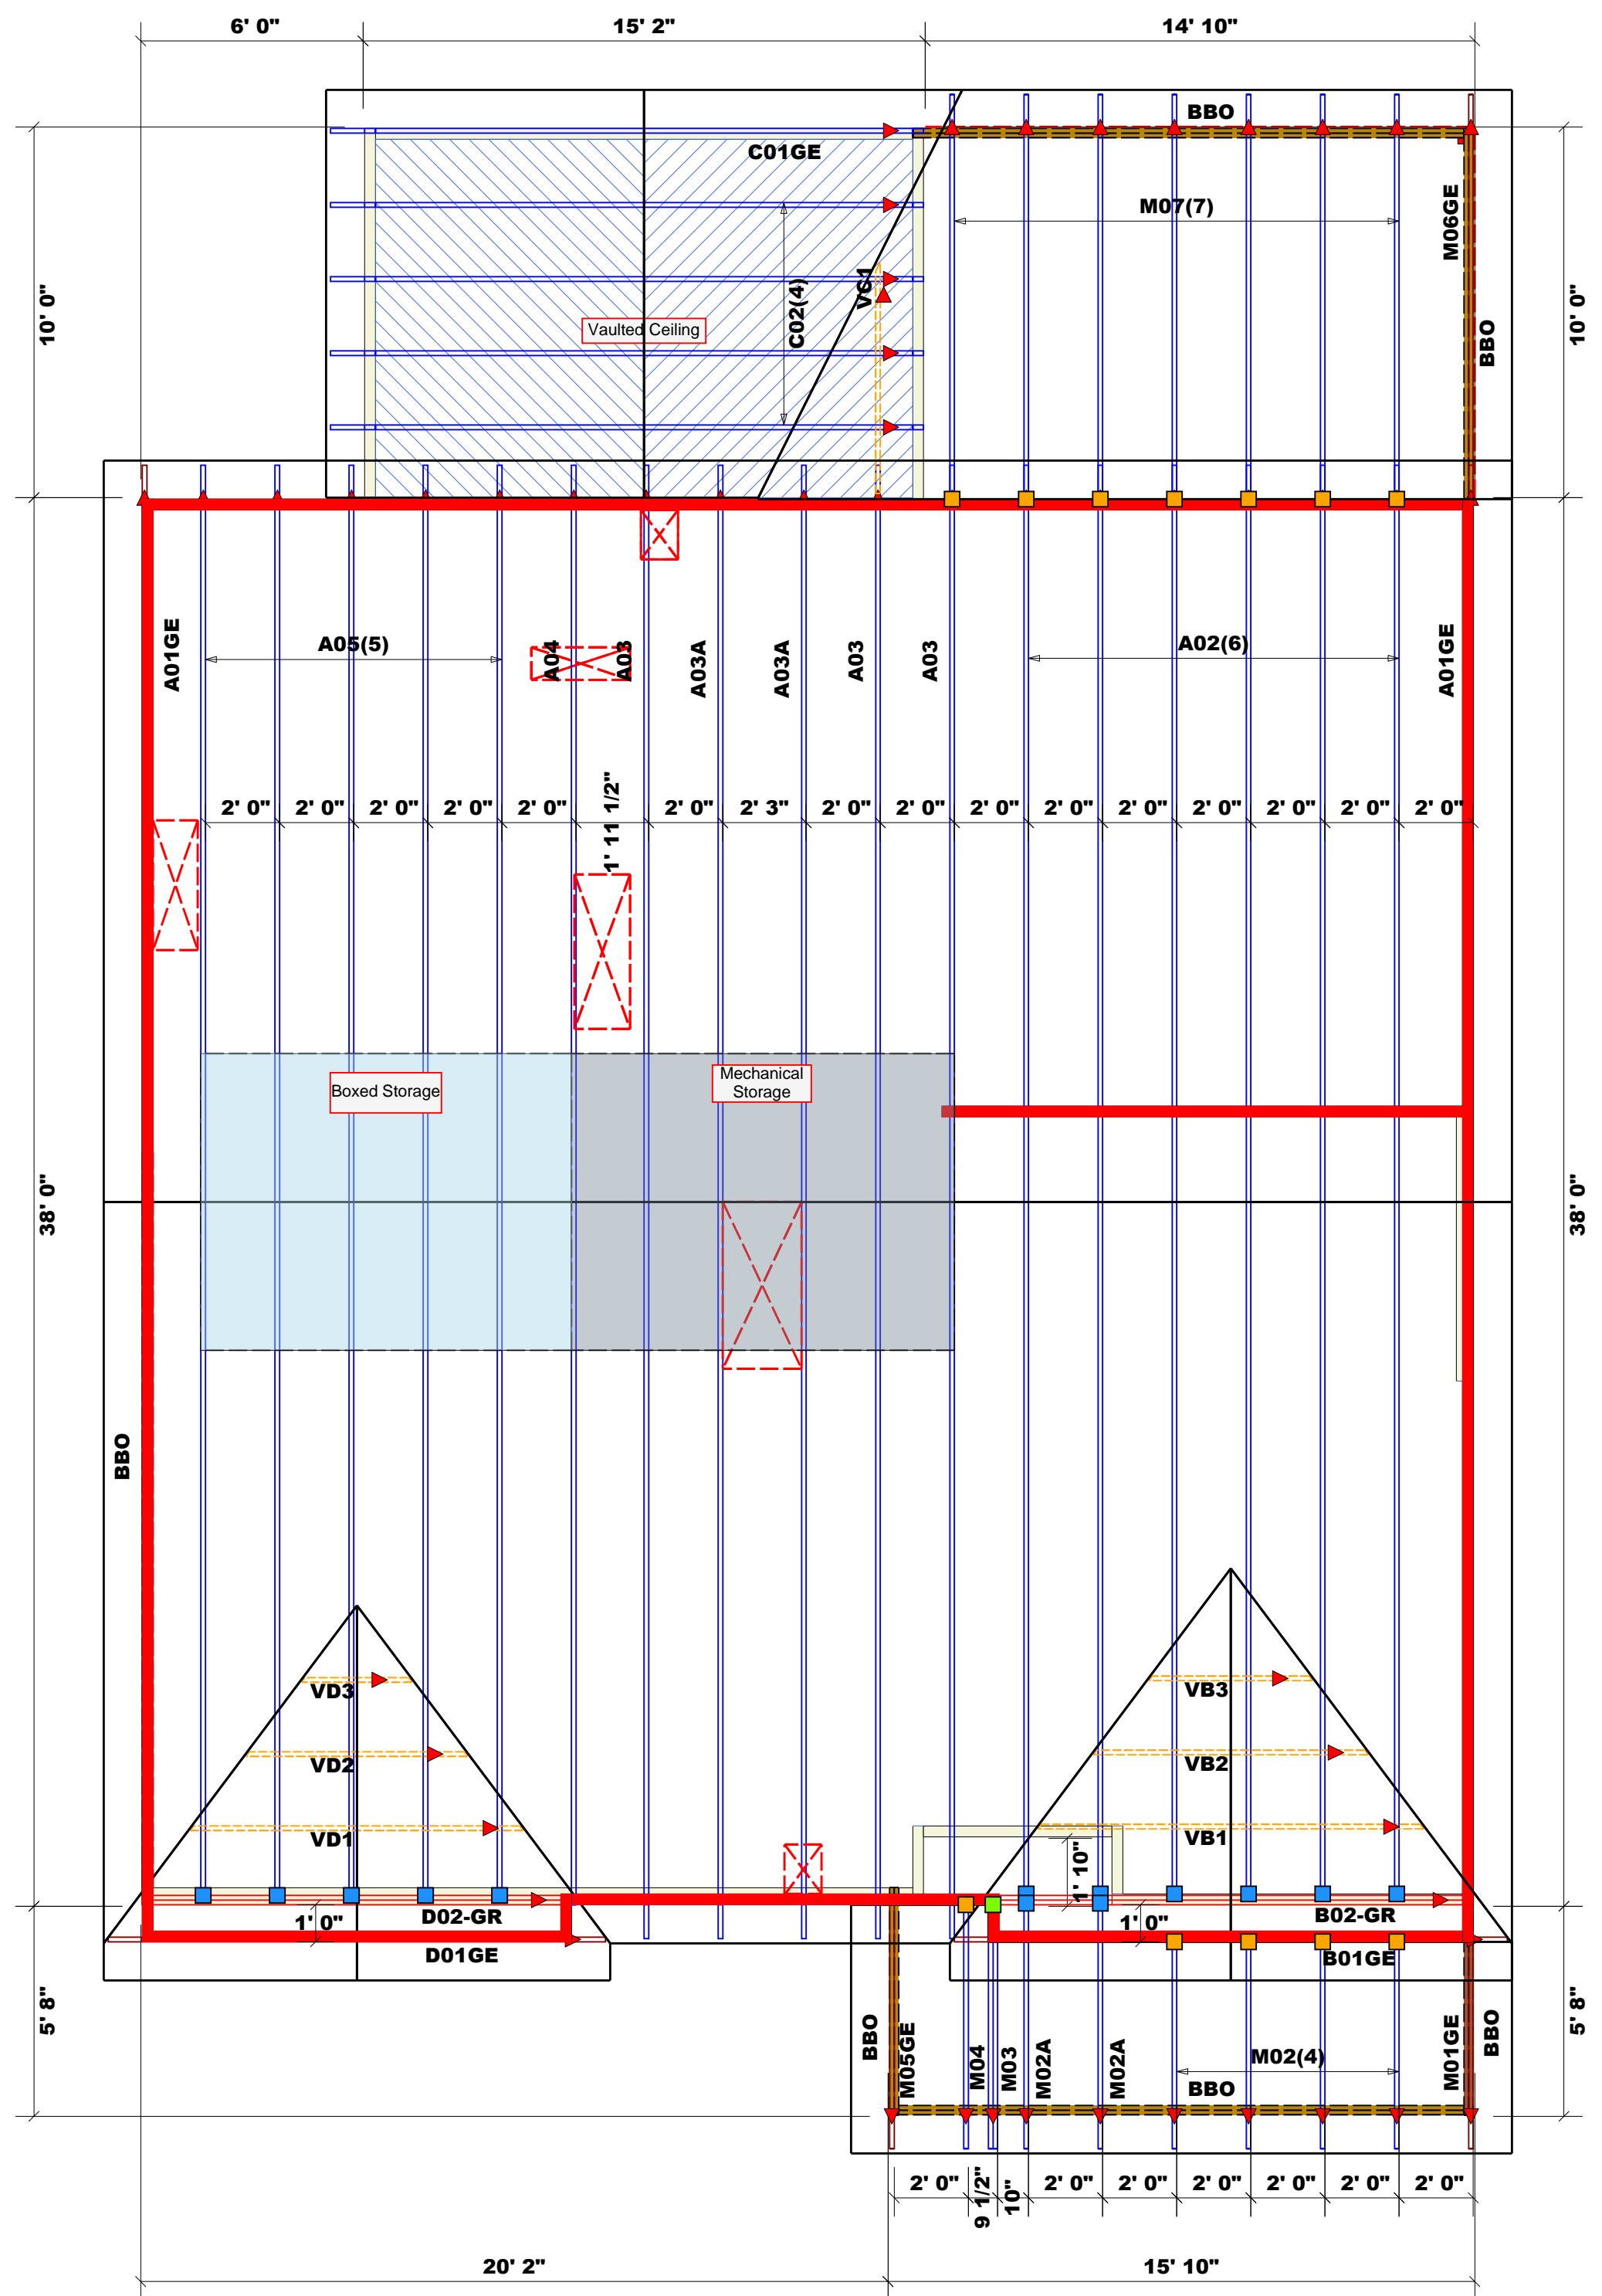 6' 0"
15' 2"
14' 10"
BBO
C01GE
M07(7)
M06GE
10' 0"
C02(4)
VC1
Vaulted Ceiling
BBO
10' 0"
A01GE
A05(5)
A04
A03
A03A
A03A
A03
A03
A02(6)
A01GE
2' 0"
2' 0"
2' 0"
2' 0"
2' 0"
1' 11 1/2"
2' 0"
2' 3"
2' 0"
2' 0"
2' 0"
2' 0"
2' 0"
2' 0"
2' 0"
2' 0"
2' 0"
Boxed Storage
Mechanical
Storage
38' 0"
38' 0"
BBO
VD3
VB3
VD2
VB2
VD1
VB1
1' 10"
1' 0"
D02-GR
1' 0"
B02-GR
D01GE
B01GE
5' 8"
5' 8"
BBO
M05GE
M04
M03
M02A
M02A
M02(4)
BBO
M01GE
BBO
2' 0"
9 1/2"
10"
2' 0"
2' 0"
2' 0"
2' 0"
2' 0"
2' 0"
20' 2"
15' 10"